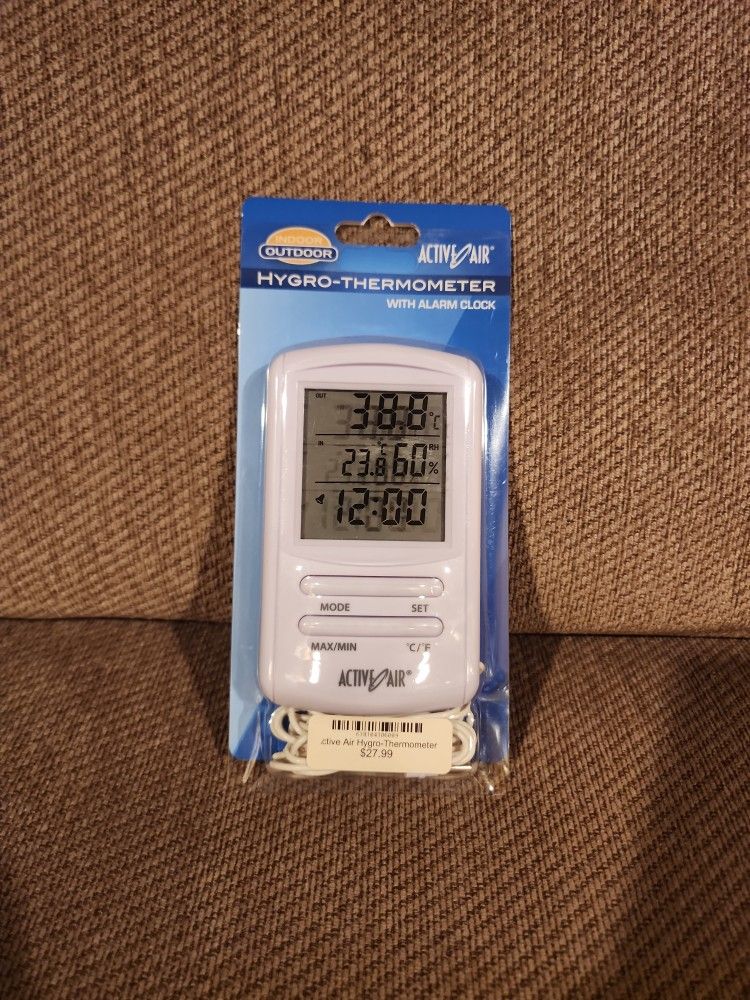 INDOOR
OUTDOOR
ACTIVE AIR®
HYGRO-THERMOMETER
WITH ALARM CLOCK
OUT
38.8 °C
IN °C RH
23.8 60 %
12:00
MODE SET
MAX/MIN °C/°F
ACTIVE AIR®
ctive Air Hygro-Thermometer
$27.99